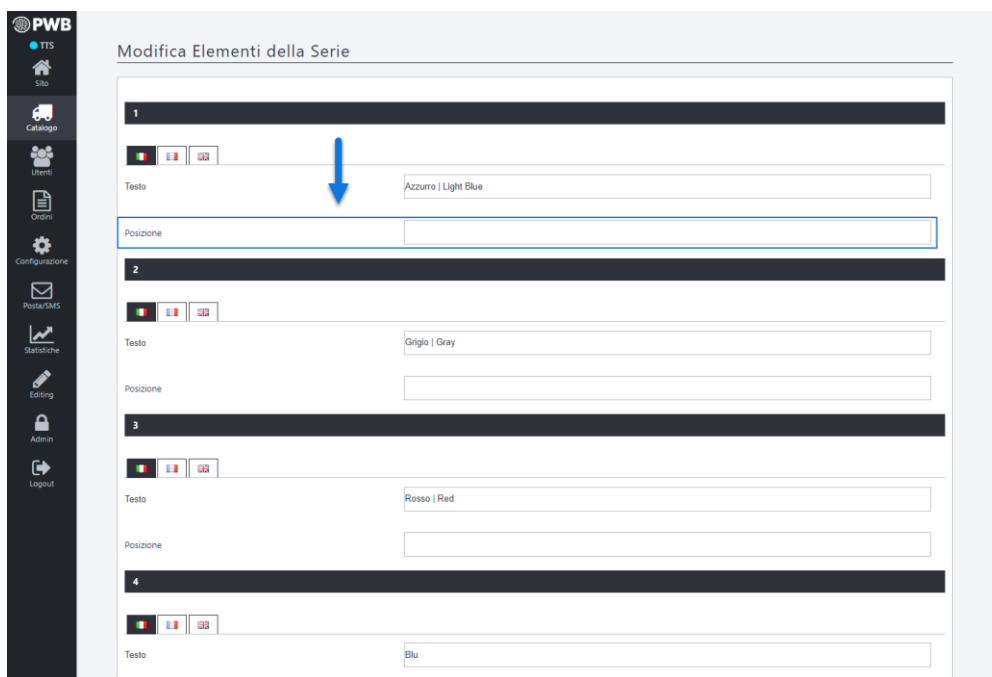 PWB
TTS
Sito
Catalogo
Utenti
Ordini
Configurazione
Posta/SMS
Statistiche
Editing
Admin
Logout
Modifica Elementi della Serie
1
Testo
Azzurro | Light Blue
Posizione
2
Testo
Grigio | Gray
Posizione
3
Testo
Rosso | Red
Posizione
4
Testo
Blu